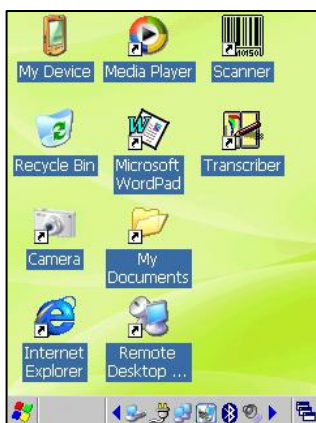 My Device Media Player Scanner
Recycle Bin Microsoft WordPad Transcriber
Camera My Documents
Internet Explorer Remote Desktop ...